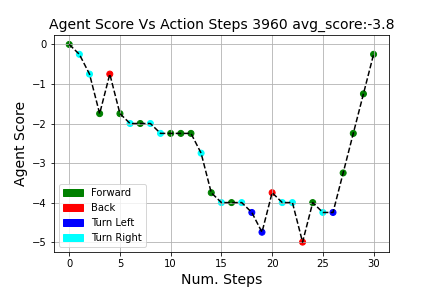 Agent Score Vs Action Steps 3960 avg_score:-3.8
0
−1
−2
−3
−4
−5
Agent Score
Forward
Back
Turn Left
Turn Right
0 5 10 15 20 25 30
Num. Steps